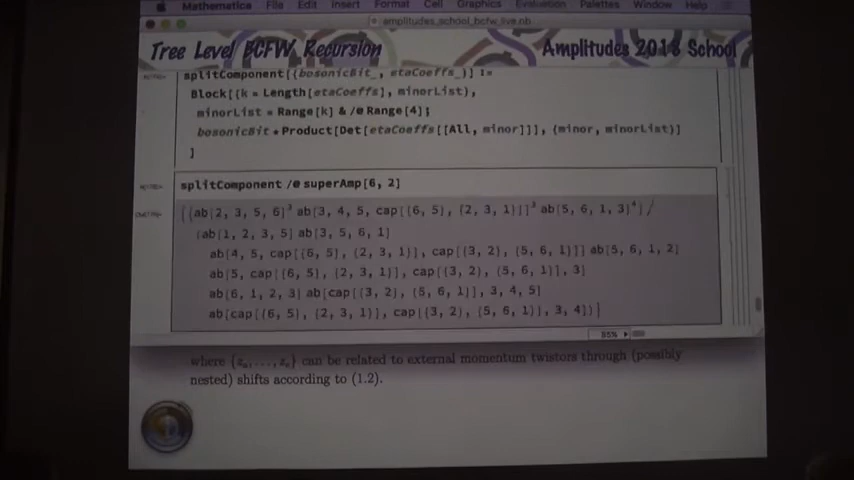 Mathematica File Edit Insert Format Cell Graphics Evaluation Palettes Window Help
amplitudes_school_bcfw_live.nb
Tree Level BCFW Recursion
Amplitudes 2018 School
splitComponent[{bosonicBit_, etaCoeffs_}] :=
Block[{k = Length[etaCoeffs], minorList},
minorList = Range[k] & /@ Range[4];
bosonicBit * Product[Det[etaCoeffs[[All, minor]]], {minor, minorList}]
]
splitComponent /@ superAmp[6, 2]
{(ab[2, 3, 5, 6]³ ab[3, 4, 5, cap[{6, 5}, {2, 3, 1}]]³ ab[5, 6, 1, 3]⁴) /
(ab[1, 2, 3, 5] ab[3, 5, 6, 1]
ab[4, 5, cap[{6, 5}, {2, 3, 1}], cap[{3, 2}, {5, 6, 1}]] ab[5, 6, 1, 2]
ab[5, cap[{6, 5}, {2, 3, 1}], cap[{3, 2}, {5, 6, 1}], 3]
ab[6, 1, 2, 3] ab[cap[{3, 2}, {5, 6, 1}], 3, 4, 5]
ab[cap[{6, 5}, {2, 3, 1}], cap[{3, 2}, {5, 6, 1}], 3, 4])}
85%
where {zₐ,...,z꜀} can be related to external momentum twistors through (possibly
nested) shifts according to (1.2).